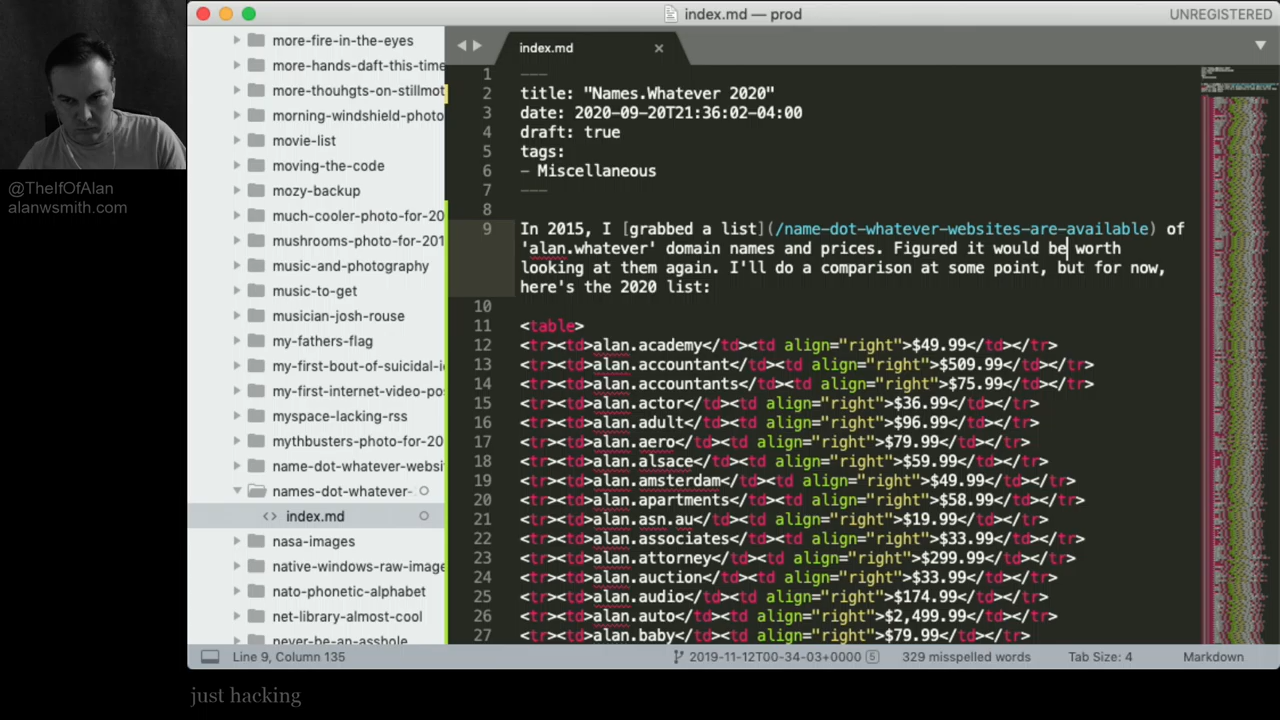 index.md — prod
UNREGISTERED
@TheIfOfAlan
alanwsmith.com
more-fire-in-the-eyes
more-hands-daft-this-time
more-thouhgts-on-stillmot
morning-windshield-photo
movie-list
moving-the-code
mozy-backup
much-cooler-photo-for-20
mushrooms-photo-for-201
music-and-photography
music-to-get
musician-josh-rouse
my-fathers-flag
my-first-bout-of-suicidal-i
my-first-internet-video-pos
myspace-lacking-rss
mythbusters-photo-for-20
name-dot-whatever-websi
names-dot-whatever-
<> index.md
nasa-images
native-windows-raw-image
nato-phonetic-alphabet
net-library-almost-cool
never-be-an-asshole
index.md
1 ---
2 title: "Names.Whatever 2020"
3 date: 2020-09-20T21:36:02-04:00
4 draft: true
5 tags:
6 - Miscellaneous
7 ---
8
9 In 2015, I [grabbed a list](/name-dot-whatever-websites-are-available) of
'alan.whatever' domain names and prices. Figured it would be worth
looking at them again. I'll do a comparison at some point, but for now,
here's the 2020 list:
10
11 <table>
12 <tr><td>alan.academy</td><td align="right">$49.99</td></tr>
13 <tr><td>alan.accountant</td><td align="right">$509.99</td></tr>
14 <tr><td>alan.accountants</td><td align="right">$75.99</td></tr>
15 <tr><td>alan.actor</td><td align="right">$36.99</td></tr>
16 <tr><td>alan.adult</td><td align="right">$96.99</td></tr>
17 <tr><td>alan.aero</td><td align="right">$79.99</td></tr>
18 <tr><td>alan.alsace</td><td align="right">$59.99</td></tr>
19 <tr><td>alan.amsterdam</td><td align="right">$49.99</td></tr>
20 <tr><td>alan.apartments</td><td align="right">$58.99</td></tr>
21 <tr><td>alan.asn.au</td><td align="right">$19.99</td></tr>
22 <tr><td>alan.associates</td><td align="right">$33.99</td></tr>
23 <tr><td>alan.attorney</td><td align="right">$299.99</td></tr>
24 <tr><td>alan.auction</td><td align="right">$33.99</td></tr>
25 <tr><td>alan.audio</td><td align="right">$174.99</td></tr>
26 <tr><td>alan.auto</td><td align="right">$2,499.99</td></tr>
27 <tr><td>alan.baby</td><td align="right">$79.99</td></tr>
Line 9, Column 135
2019-11-12T00-34-03+0000 5
329 misspelled words
Tab Size: 4
Markdown
just hacking